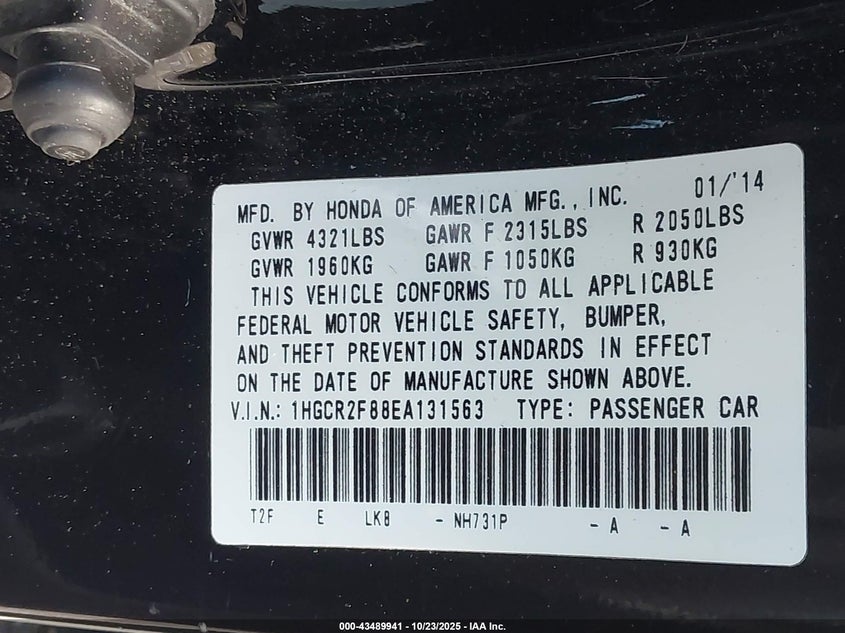 MFD. BY HONDA OF AMERICA MFG., INC. 01/'14
GVWR 4321LBS GAWR F 2315LBS R 2050LBS
GVWR 1960KG GAWR F 1050KG R 930KG
THIS VEHICLE CONFORMS TO ALL APPLICABLE
FEDERAL MOTOR VEHICLE SAFETY, BUMPER,
AND THEFT PREVENTION STANDARDS IN EFFECT
ON THE DATE OF MANUFACTURE SHOWN ABOVE.
V.I.N.: 1HGCR2F88EA131563 TYPE: PASSENGER CAR
T2F E LK8 - NH731P - A - A
000-43489941 - 10/23/2025 - IAA Inc.